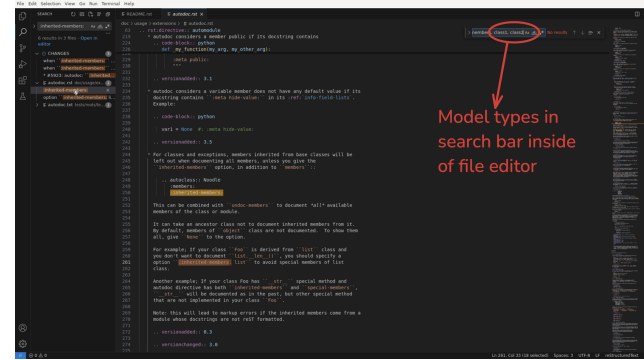 File Edit Selection View Go Run Terminal Help
SEARCH
README.rst
autodoc.rst
doc > usage > extensions > autodoc.rst
:inherited-members:
6 results in 3 files - Open in
editor
CHANGES
when :inherited-members:
when :inherited-members:
autodoc.rst
:inherited-members:
option :inherited-members:
autodoc.txt
.. rst:directive:: automodule
* autodoc considers a member public if its docstring contains
.. code-block:: python
def _my_function(my_arg, my_other_arg):
:meta public:
"""
.. versionadded:: 3.1
* autodoc considers a variable member does not have any default value if its
docstring contains ``:meta hide-value:`` in its :ref:`info-field-lists`.
Example:
.. code-block:: python
var1 = None #: :meta hide-value:
.. versionadded:: 3.5
* For classes and exceptions, members inherited from base classes will be
left out when documenting all members, unless you give the
``inherited-members`` option, in addition to ``members``::
.. autoclass:: Noodle
:members:
:inherited-members:
This can be combined with ``undoc-members`` to document *all* available
members of the class or module.
It can take an ancestor class not to document inherited members from it.
By default, members of ``object`` class are not documented. To show them
all, give ``None`` to the option.
For example; If your class ``Foo`` is derived from ``list`` class and
you don't want to document ``list.__len__()``, you should specify a
option ``:inherited-members: list`` to avoid special members of list
class.
Another example; If your class Foo has ``__str__`` special method and
autodoc directive has both ``inherited-members`` and ``special-members``,
``__str__`` will be documented as in the past, but other special method
that are not implemented in your class ``Foo``.
Note: this will lead to markup errors if the inherited members come from a
module whose docstrings are not reST formatted.
.. versionadded:: 0.3
.. versionchanged:: 3.0
No results
Model types in
search bar inside
of file editor
Ln 261, Col 33 (18 selected) Spaces: 3 UTF-8 LF restructuredtext